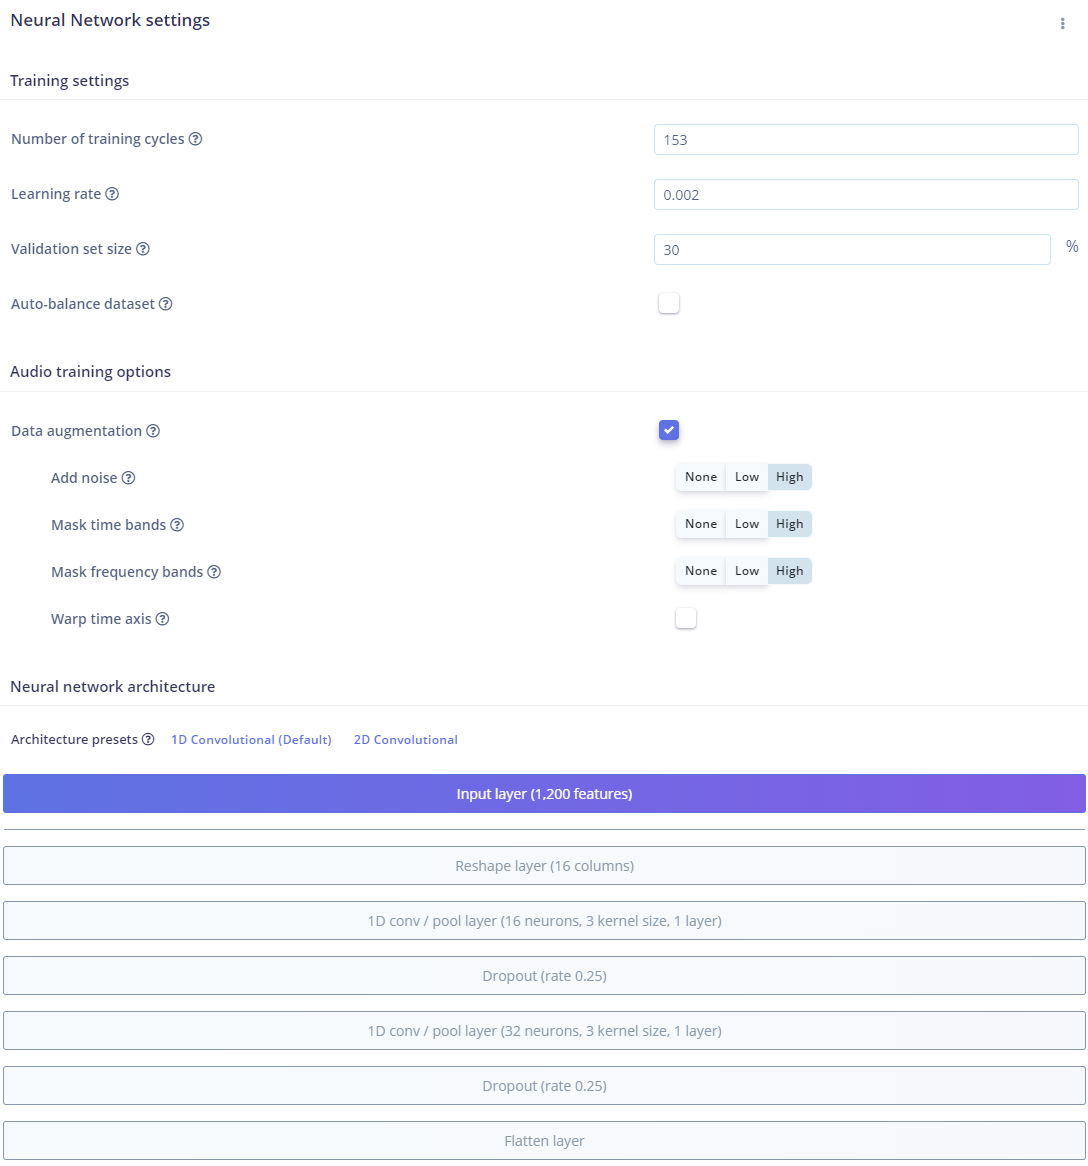 Neural Network settings
Training settings
Number of training cycles
153
Learning rate
0.002
Validation set size
30
%
Auto-balance dataset
Audio training options
Data augmentation
Add noise
None Low High
Mask time bands
None Low High
Mask frequency bands
None Low High
Warp time axis
Neural network architecture
Architecture presets 1D Convolutional (Default) 2D Convolutional
Input layer (1,200 features)
Reshape layer (16 columns)
1D conv / pool layer (16 neurons, 3 kernel size, 1 layer)
Dropout (rate 0.25)
1D conv / pool layer (32 neurons, 3 kernel size, 1 layer)
Dropout (rate 0.25)
Flatten layer